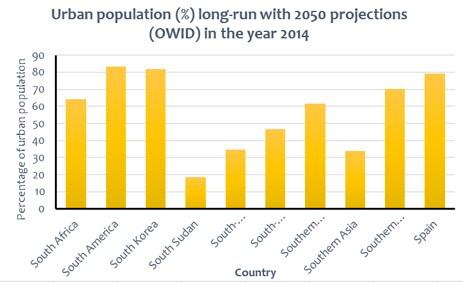 Urban population (%) long-run with 2050 projections
(OWID) in the year 2014
Percentage of urban population
90
80
70
60
50
40
30
20
10
0
South Africa
South America
South Korea
South Sudan
South-...
South-...
Southern...
Southern Asia
Southern...
Spain
Country